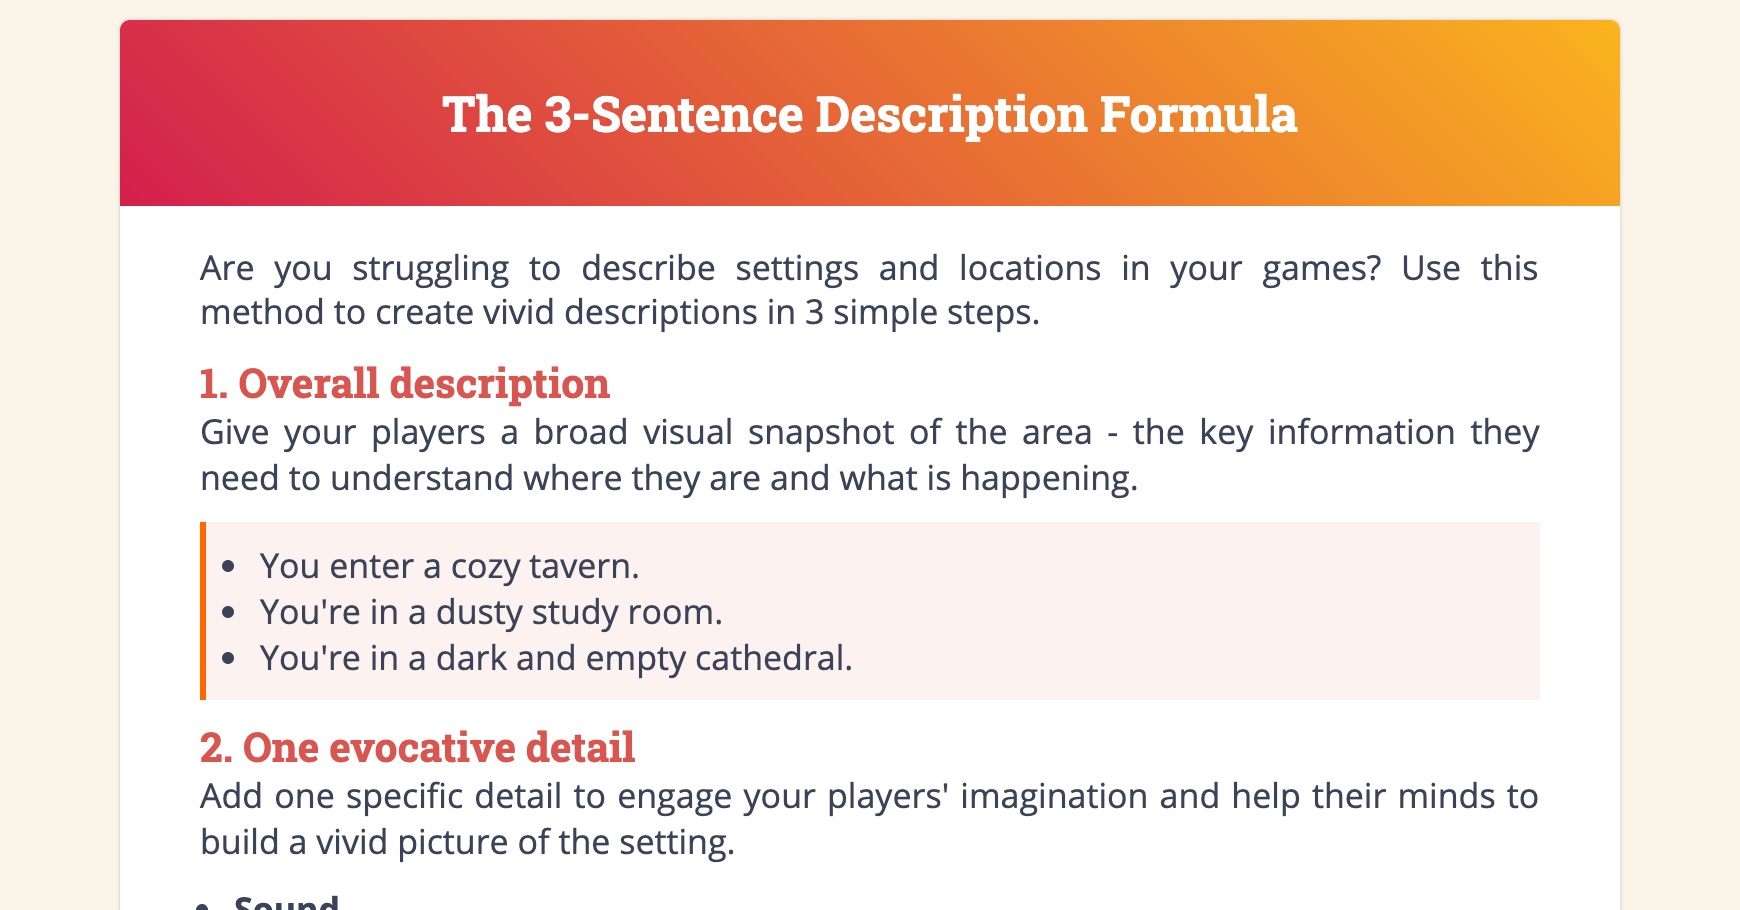 The 3-Sentence Description Formula
Are you struggling to describe settings and locations in your games? Use this
method to create vivid descriptions in 3 simple steps.
1. Overall description
Give your players a broad visual snapshot of the area - the key information they
need to understand where they are and what is happening.
• You enter a cozy tavern.
• You're in a dusty study room.
• You're in a dark and empty cathedral.
2. One evocative detail
Add one specific detail to engage your players' imagination and help their minds to
build a vivid picture of the setting.
• Sound